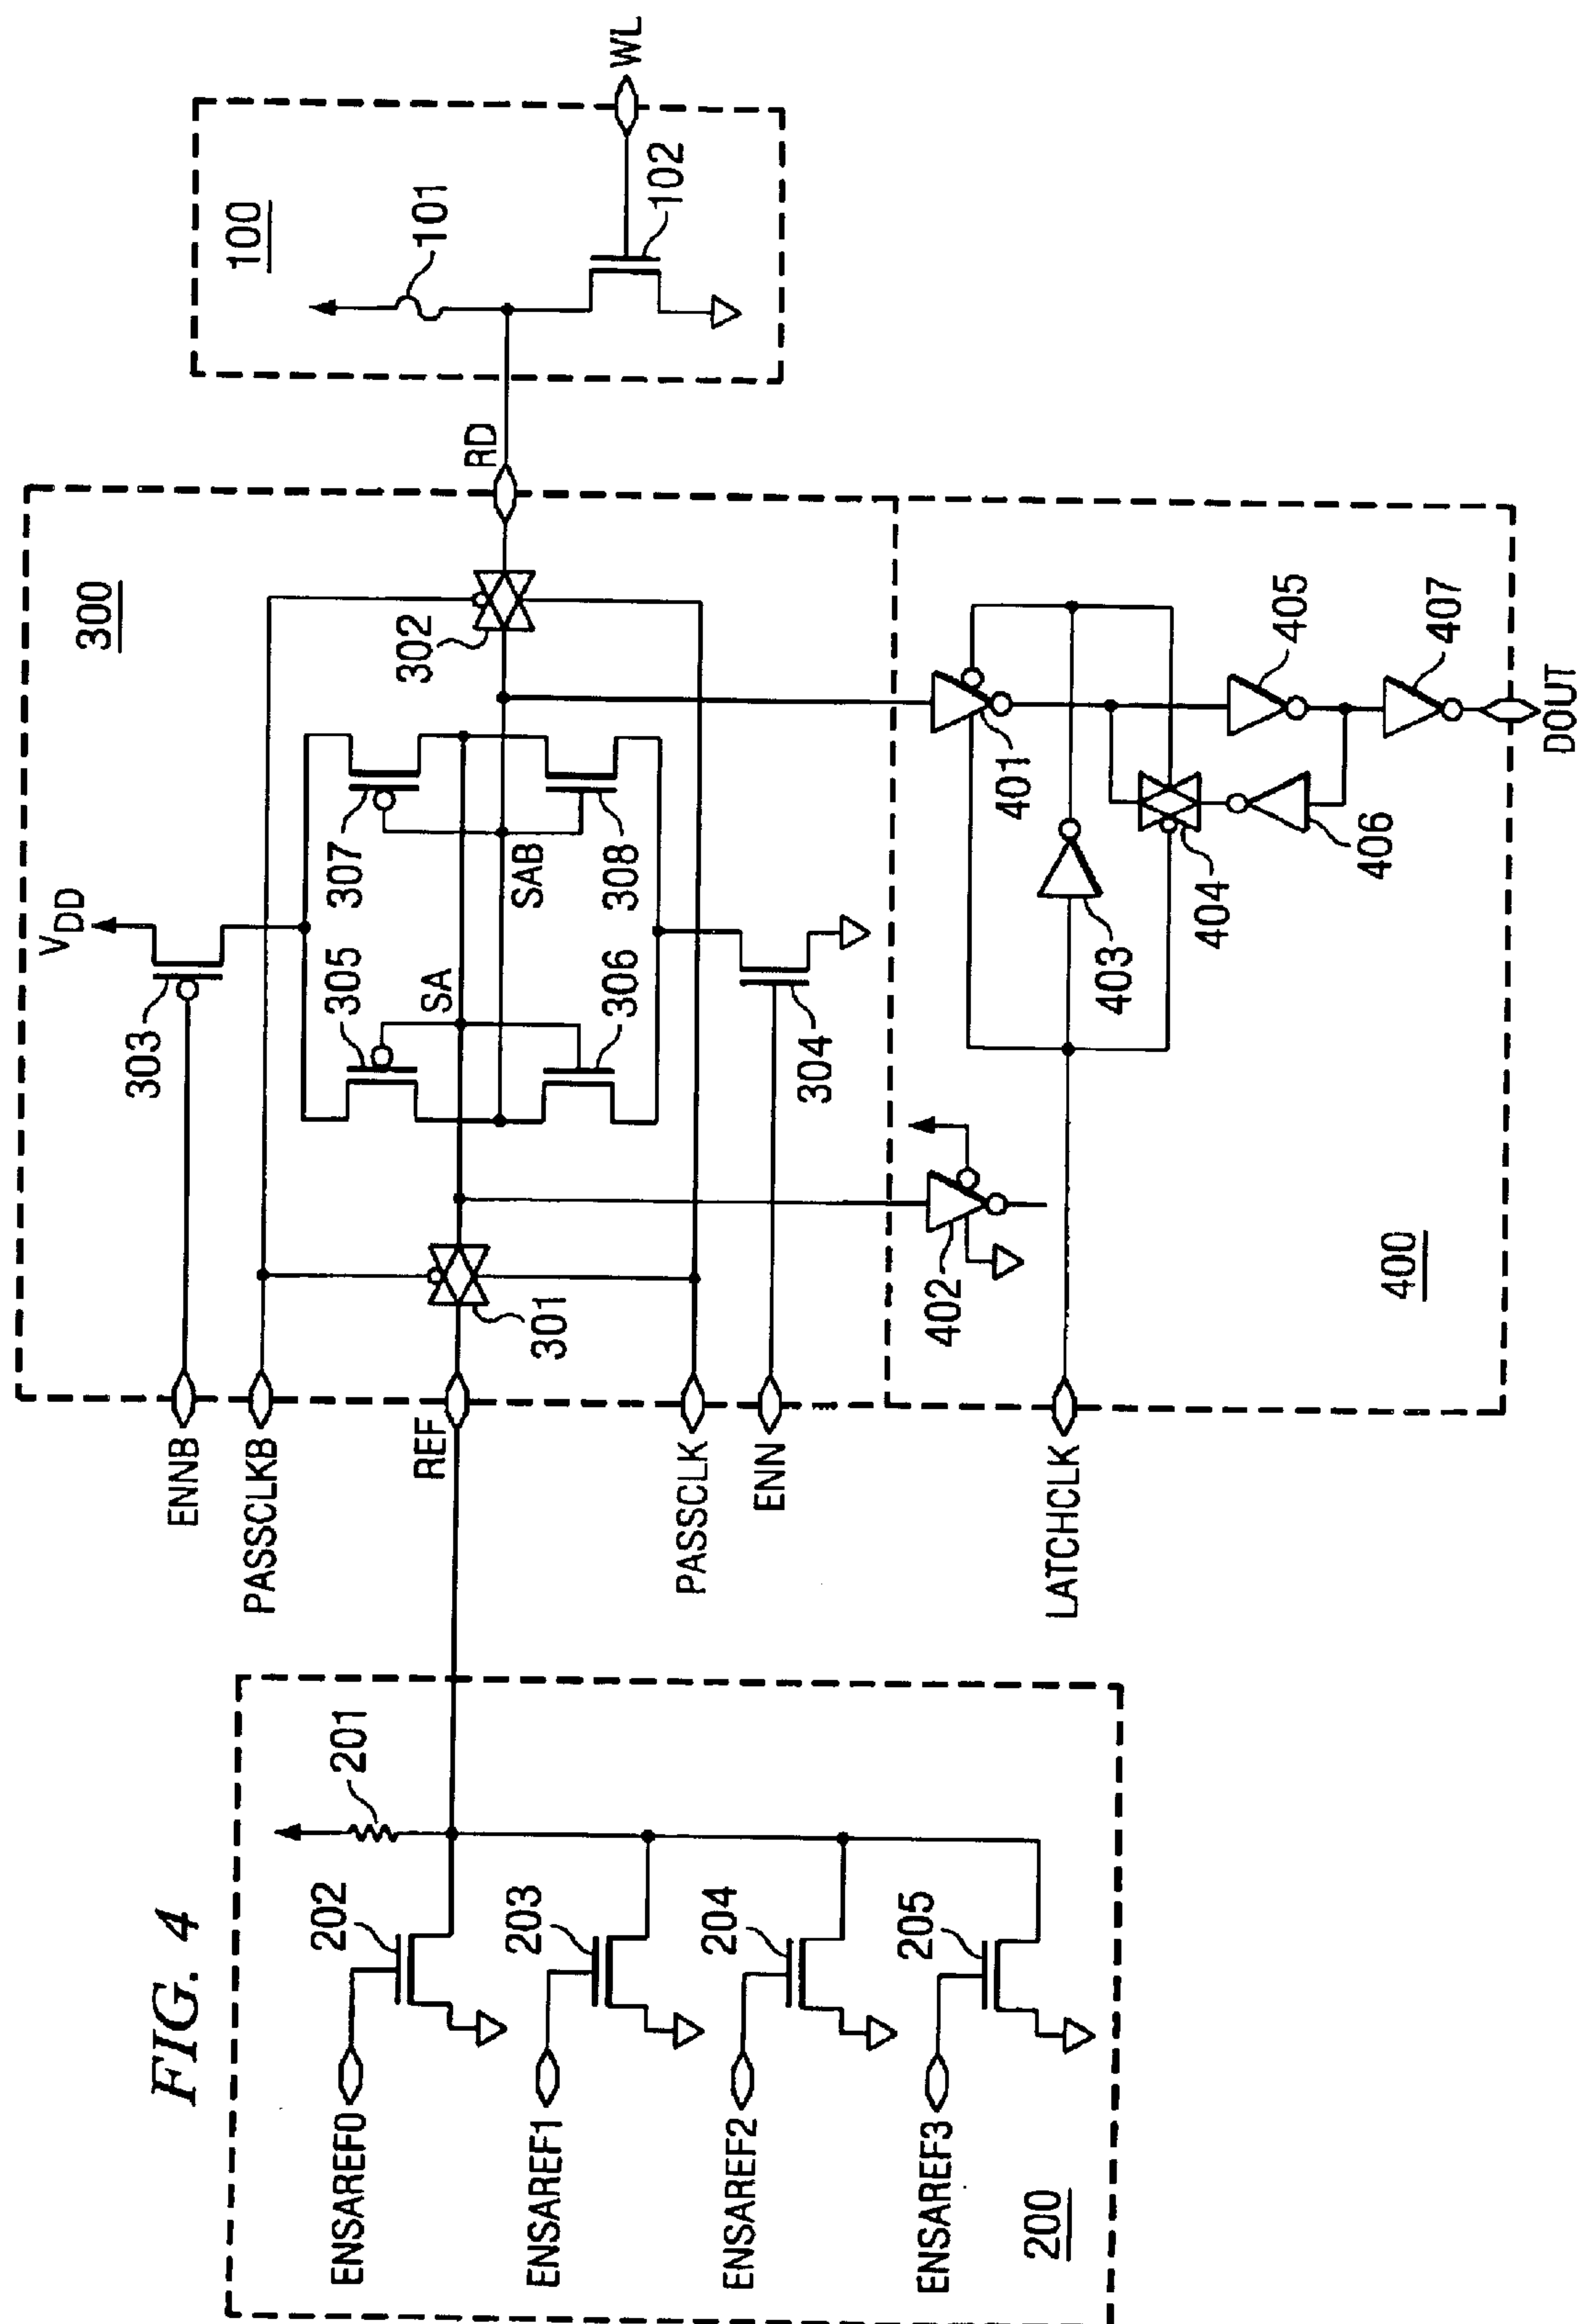 FIG. 4
ENSAREF0
202
201
ENSAREF1
203
ENSAREF2
204
ENSAREF3
205
200
ENNB
PASSCLKB
REF
PASSCLK
ENN
LATCHCLK
300
VDD
303
305
307
SA
SAB
306
308
304
301
302
RD
100
101
102
WL
400
401
402
403
404
405
406
407
DOUT